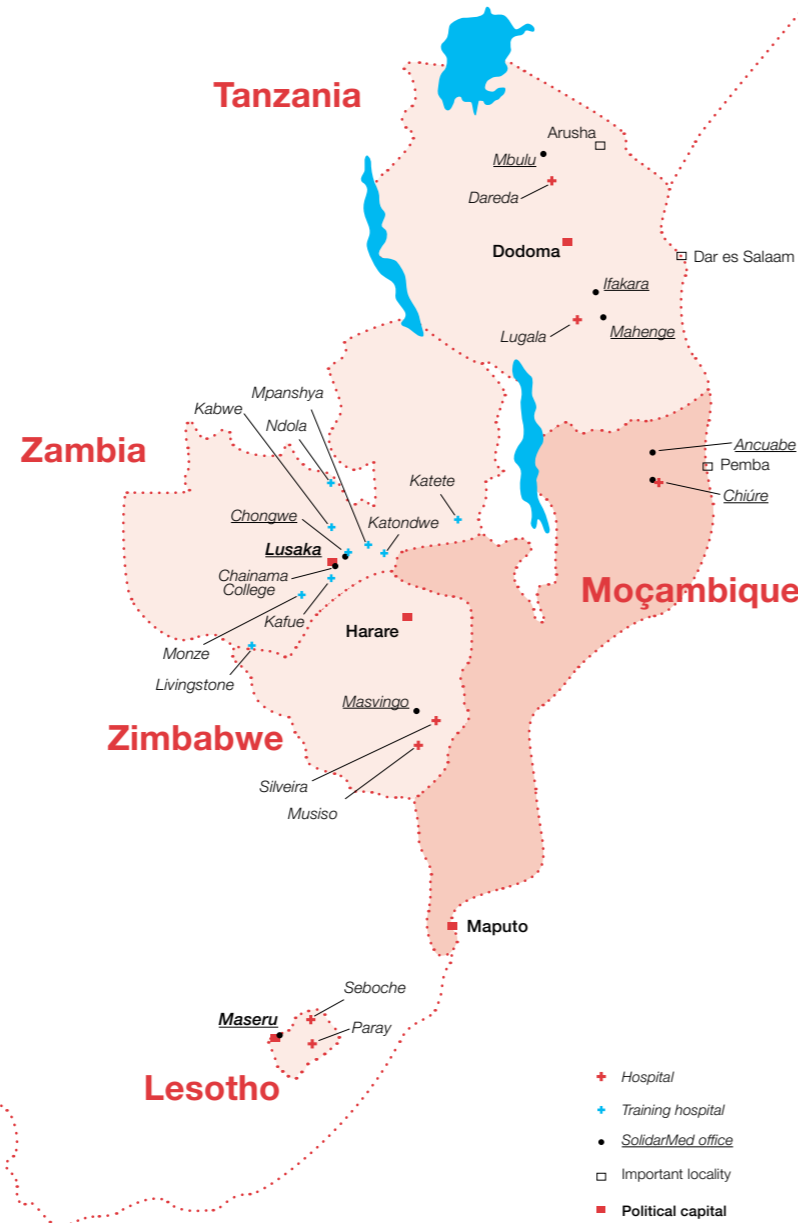 Tanzania
Arusha
Mbulu
Dareda
Dodoma
Dar es Salaam
Ifakara
Lugala
Mahenge
Mpanshya
Kabwe
Ndola
Zambia
Katete
Ancuabe
Pemba
Chiúre
Chongwe
Katondwe
Lusaka
Chainama
College
Moçambique
Kafue
Harare
Monze
Livingstone
Masvingo
Zimbabwe
Silveira
Musiso
Maputo
Seboche
Maseru
Paray
Lesotho
Hospital
Training hospital
SolidarMed office
Important locality
Political capital